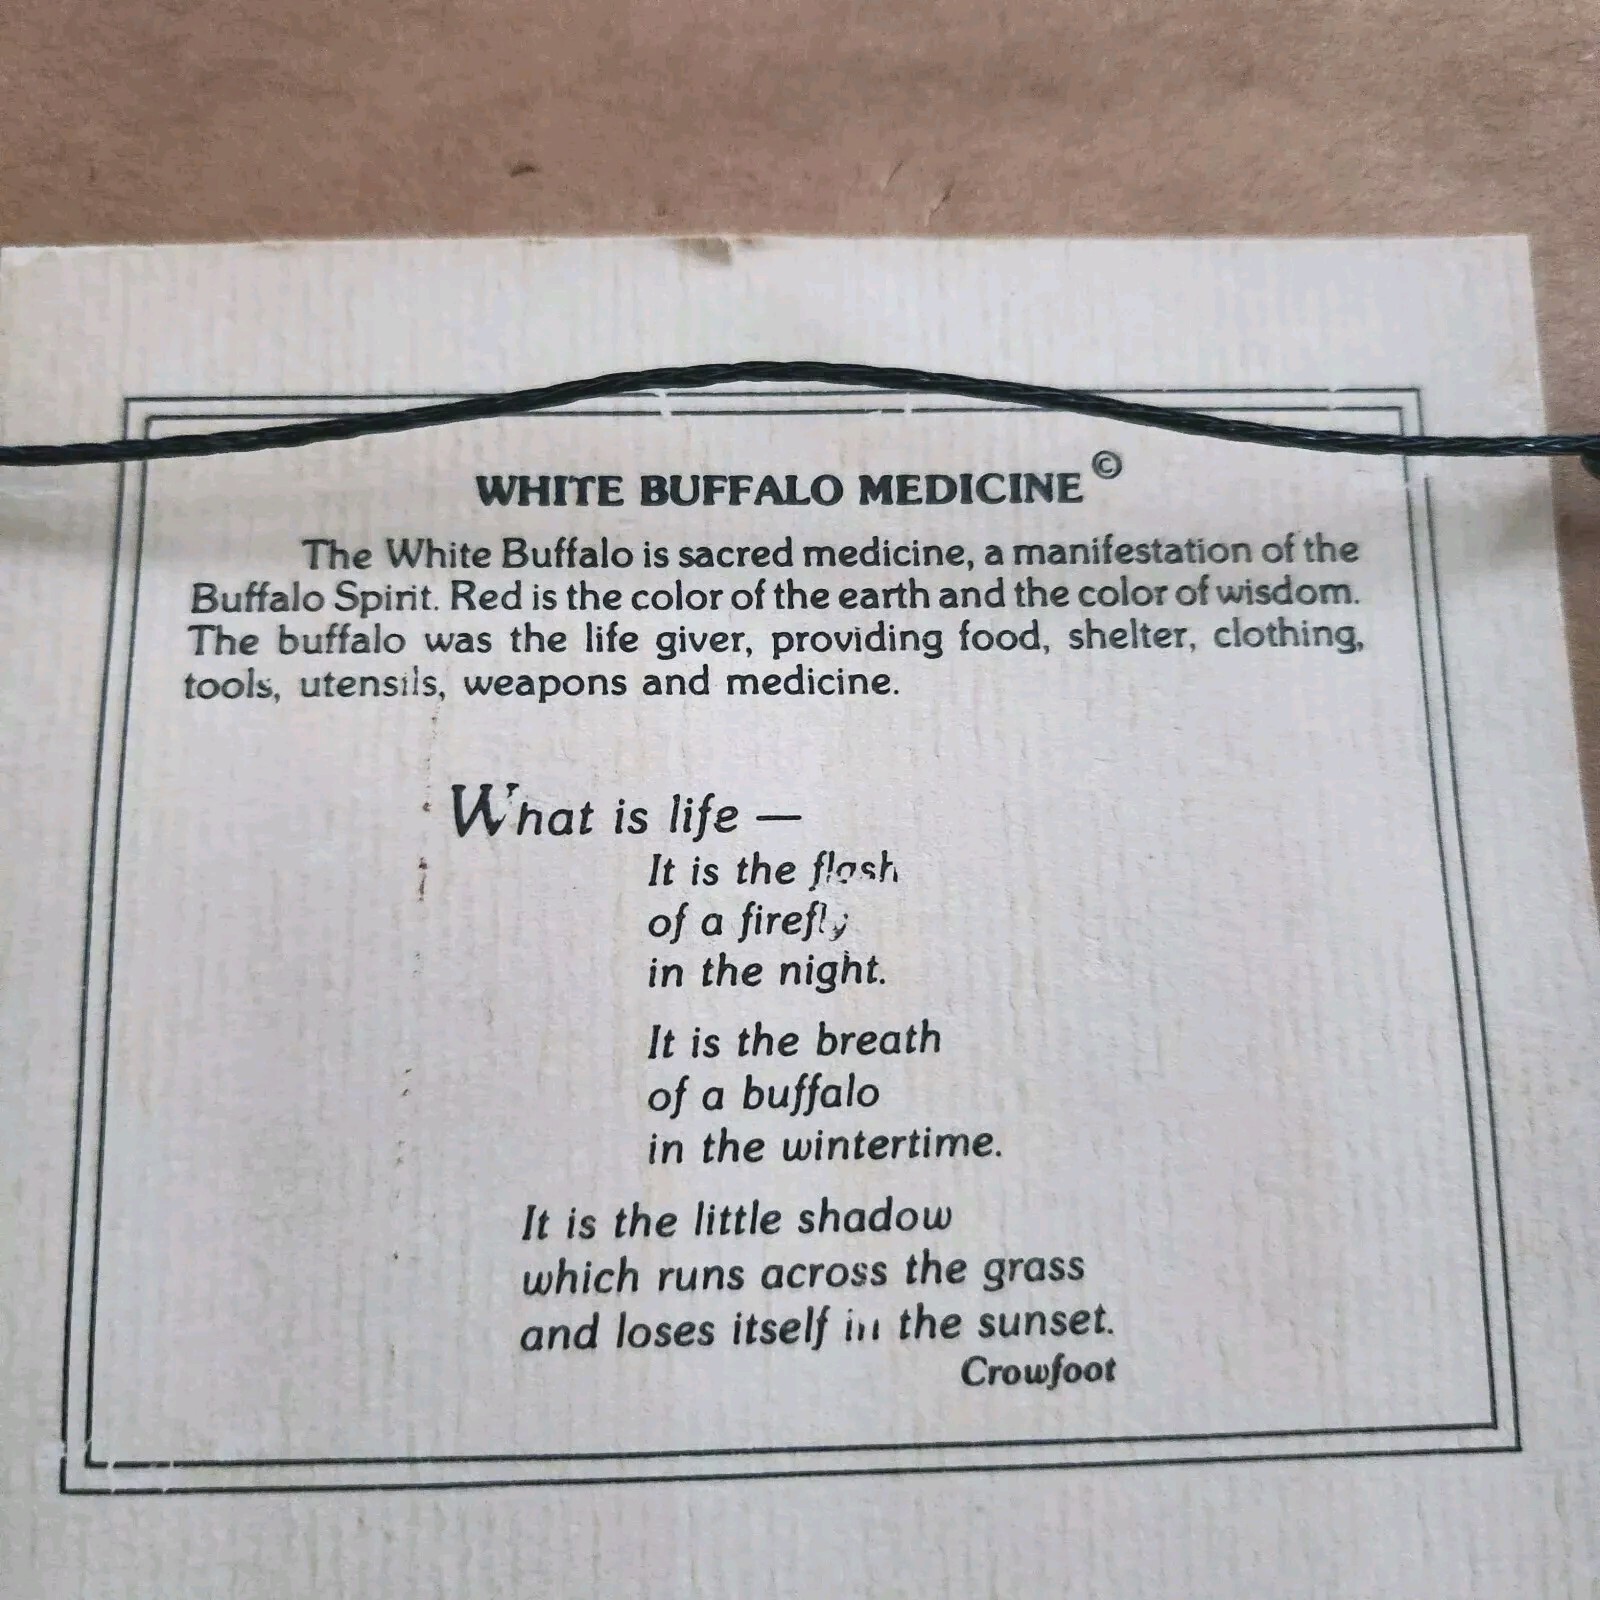 WHITE BUFFALO MEDICINE ©
The White Buffalo is sacred medicine, a manifestation of the
Buffalo Spirit. Red is the color of the earth and the color of wisdom.
The buffalo was the life giver, providing food, shelter, clothing,
tools, utensils, weapons and medicine.
What is life —
It is the flash
of a firefly
in the night.
It is the breath
of a buffalo
in the wintertime.
It is the little shadow
which runs across the grass
and loses itself in the sunset.
Crowfoot